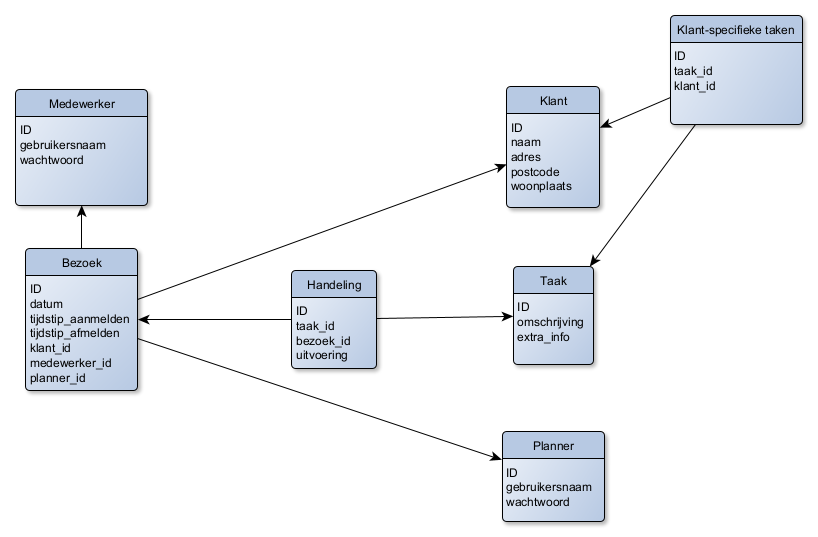 Klant-specifieke taken
ID
taak_id
klant_id
Medewerker
ID
gebruikersnaam
wachtwoord
Klant
ID
naam
adres
postcode
woonplaats
Bezoek
ID
datum
tijdstip_aanmelden
tijdstip_afmelden
klant_id
medewerker_id
planner_id
Handeling
ID
taak_id
bezoek_id
uitvoering
Taak
ID
omschrijving
extra_info
Planner
ID
gebruikersnaam
wachtwoord